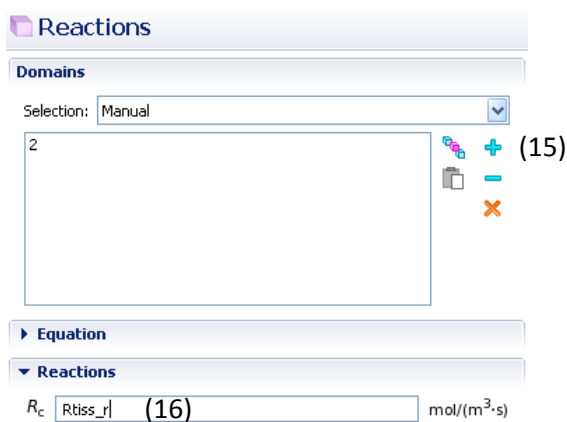 Reactions
Domains
Selection: Manual
2
(15)
Equation
Reactions
Rc Rtiss_r (16) mol/(m³·s)